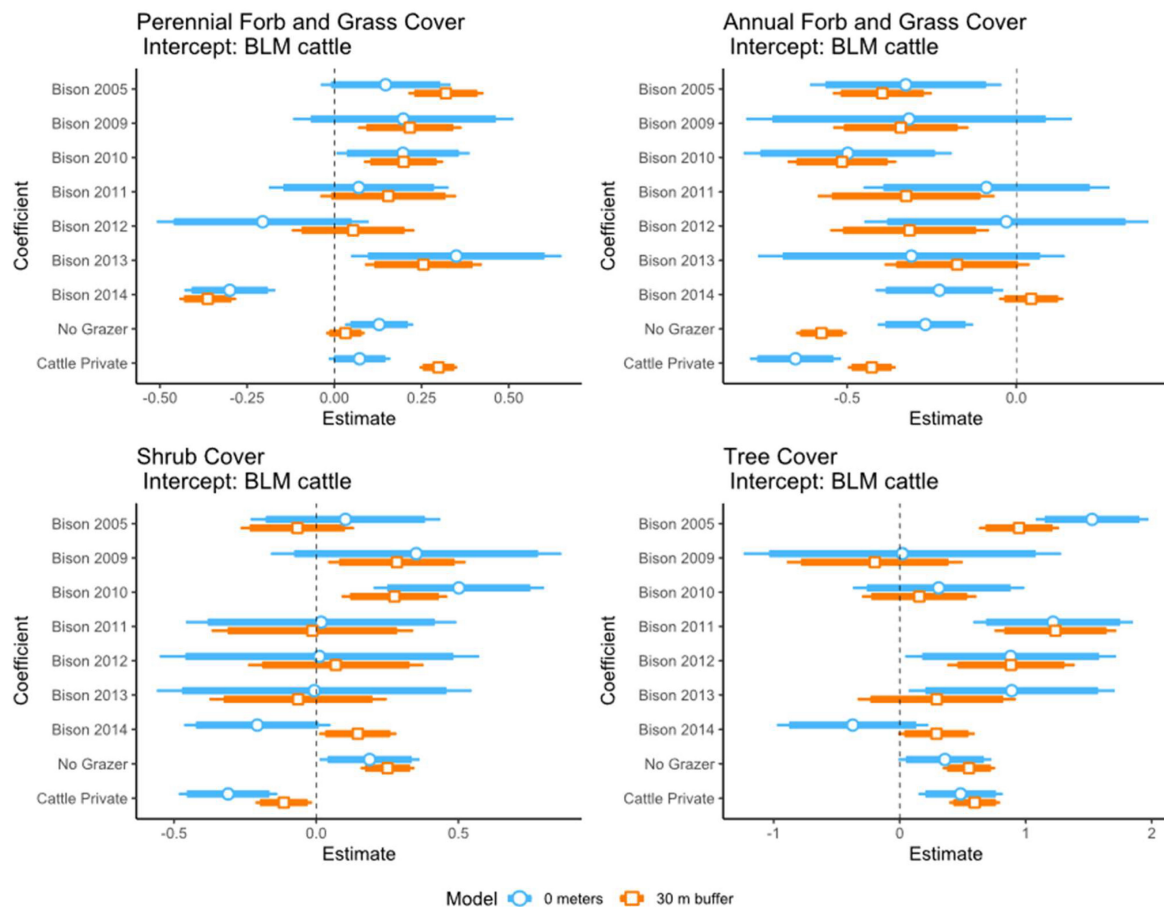 Perennial Forb and Grass Cover
Intercept: BLM cattle
Coefficient
Bison 2005
Bison 2009
Bison 2010
Bison 2011
Bison 2012
Bison 2013
Bison 2014
No Grazer
Cattle Private
-0.50 -0.25 0.00 0.25 0.50
Estimate
Annual Forb and Grass Cover
Intercept: BLM cattle
Coefficient
Bison 2005
Bison 2009
Bison 2010
Bison 2011
Bison 2012
Bison 2013
Bison 2014
No Grazer
Cattle Private
-0.5 0.0
Estimate
Shrub Cover
Intercept: BLM cattle
Coefficient
Bison 2005
Bison 2009
Bison 2010
Bison 2011
Bison 2012
Bison 2013
Bison 2014
No Grazer
Cattle Private
-0.5 0.0 0.5
Estimate
Tree Cover
Intercept: BLM cattle
Coefficient
Bison 2005
Bison 2009
Bison 2010
Bison 2011
Bison 2012
Bison 2013
Bison 2014
No Grazer
Cattle Private
-1 0 1 2
Estimate
Model 0 meters 30 m buffer